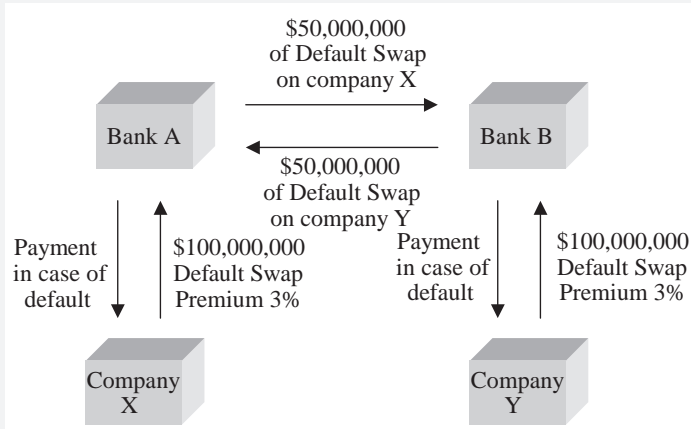 $50,000,000
of Default Swap
on company X
Bank A
Bank B
$50,000,000
of Default Swap
on company Y
Payment
in case of
default
$100,000,000
Default Swap
Premium 3%
Payment
in case of
default
$100,000,000
Default Swap
Premium 3%
Company
X
Company
Y